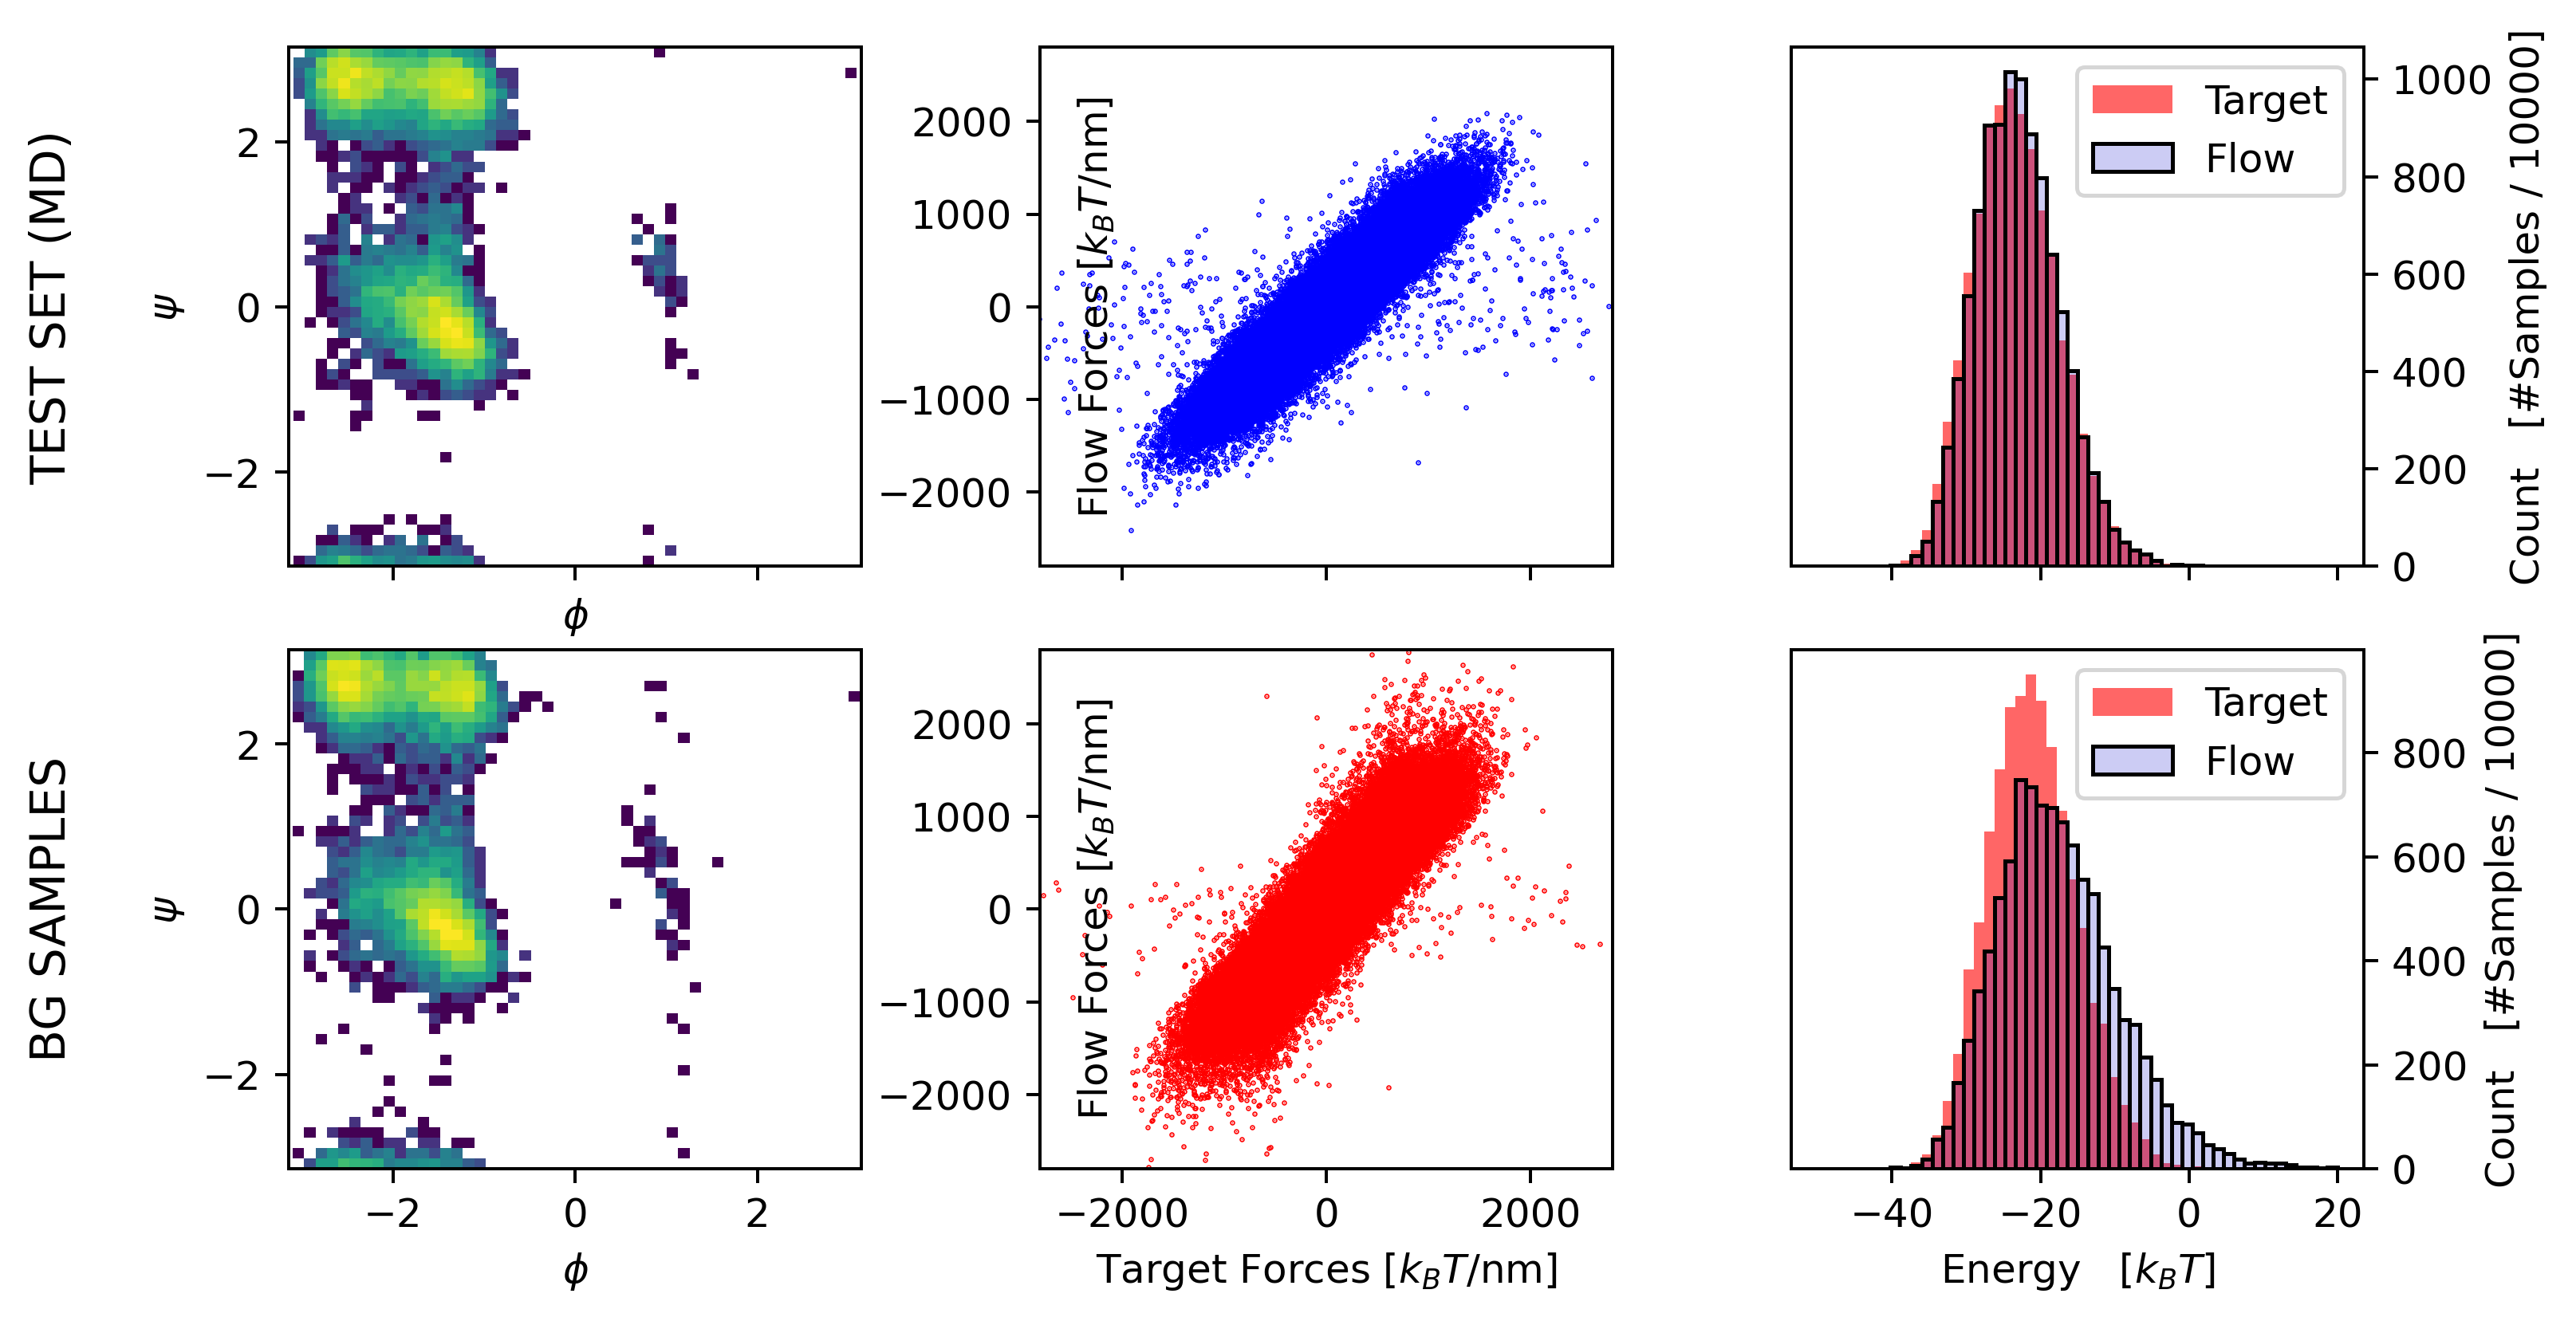 TEST SET (MD)
ψ
2
0
−2
ϕ
Flow Forces [k_BT/nm]
2000
1000
0
−1000
−2000
Target
Flow
1000
800
600
400
200
0
Count [#Samples / 10000]
BG SAMPLES
ψ
2
0
−2
−2 0 2
ϕ
Flow Forces [k_BT/nm]
2000
1000
0
−1000
−2000
−2000 0 2000
Target Forces [k_BT/nm]
Target
Flow
800
600
400
200
0
Count [#Samples / 10000]
−40 −20 0 20
Energy [k_BT]